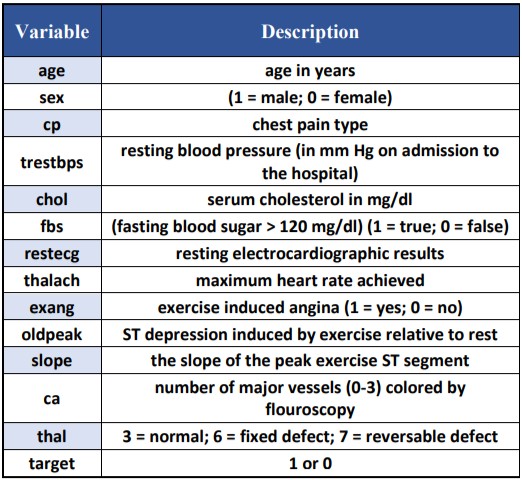 Variable Description
age age in years
sex (1 = male; 0 = female)
cp chest pain type
trestbps resting blood pressure (in mm Hg on admission to
the hospital)
chol serum cholesterol in mg/dl
fbs (fasting blood sugar > 120 mg/dl) (1 = true; 0 = false)
restecg resting electrocardiographic results
thalach maximum heart rate achieved
exang exercise induced angina (1 = yes; 0 = no)
oldpeak ST depression induced by exercise relative to rest
slope the slope of the peak exercise ST segment
ca number of major vessels (0-3) colored by
flouroscopy
thal 3 = normal; 6 = fixed defect; 7 = reversable defect
target 1 or 0